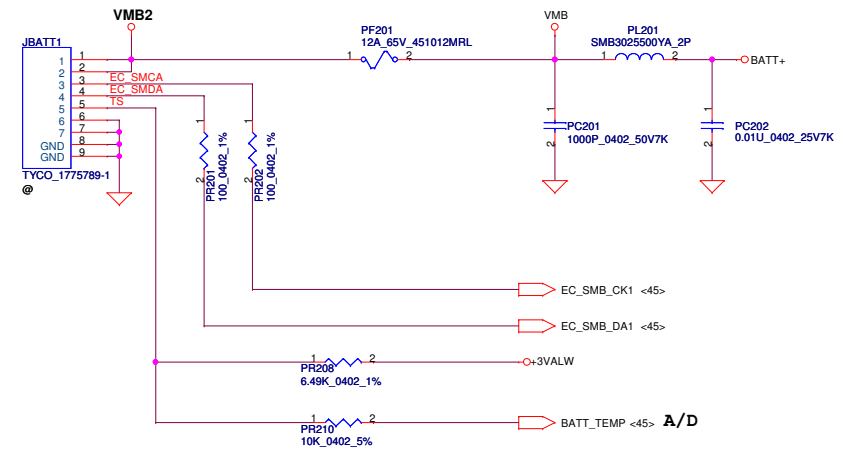 VMB2
VMB
JBATT1
PF201
12A_65V_451012MRL
PL201
SMB3025500YA_2P
1
1
2
1
2
BATT+
1
2
2
EC_SMCA
3
3
EC_SMDA
4
4
TS
5
5
6
6
7
7
GND
8
GND
9
TYCO_1775789-1
@
1
2
PR201
100_0402_1%
1
2
PR202
100_0402_1%
1
2
PC201
1000P_0402_50V7K
1
2
PC202
0.01U_0402_25V7K
EC_SMB_CK1 <45>
EC_SMB_DA1 <45>
1
2
PR208
6.49K_0402_1%
+3VALW
1
2
PR210
10K_0402_5%
BATT_TEMP <45> A/D